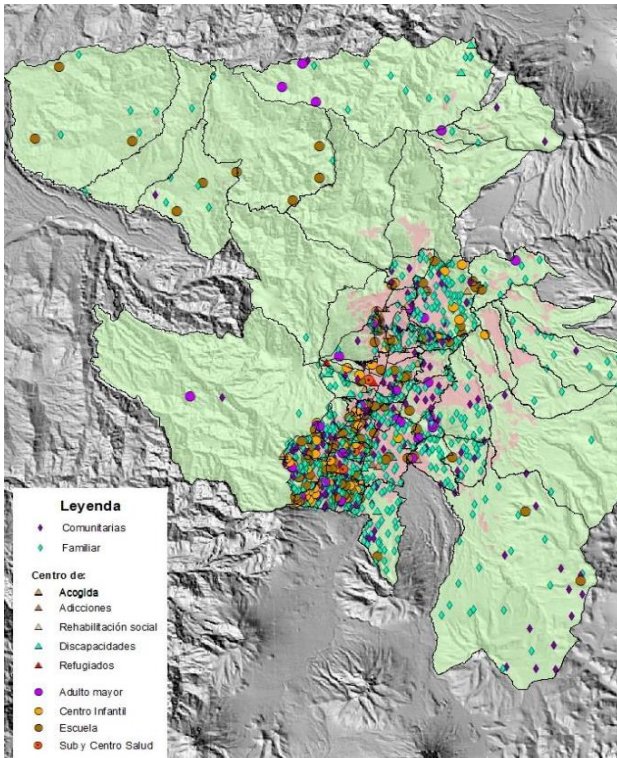 Leyenda
Comunitarias
Familiar
Centro de:
Acogida
Adicciones
Rehabilitación social
Discapacidades
Refugiados
Adulto mayor
Centro Infantil
Escuela
Sub y Centro Salud